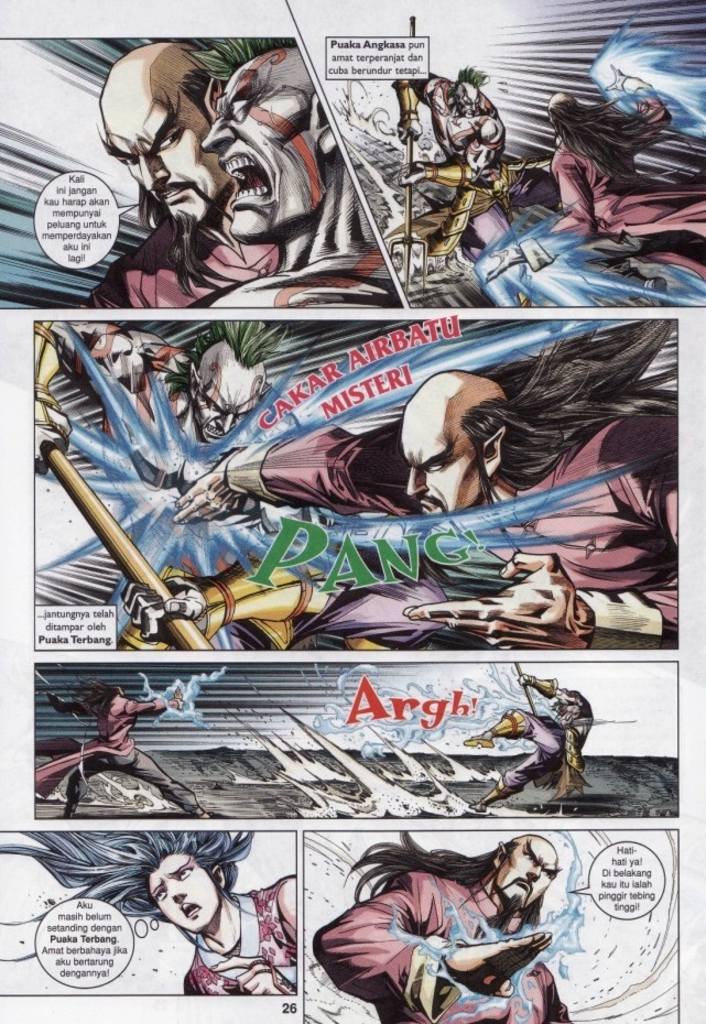 Kali
ini jangan
kau harap akan
mempunyai
peluang untuk
memperdayakan
aku ini
lagi!
Puaka Angkasa pun
amat terperanjat dan
cuba berundur tetapi...
CAKAR AIRBATU
MISTERI
PANG!
...jantungnya telah
ditampar oleh
Puaka Terbang.
Argh!
Aku
masih belum
setanding dengan
Puaka Terbang.
Amat berbahaya jika
aku bertarung
dengannya!
Hati-
hati ya!
Di belakang
kau itu ialah
pinggir tebing
tinggi!
26